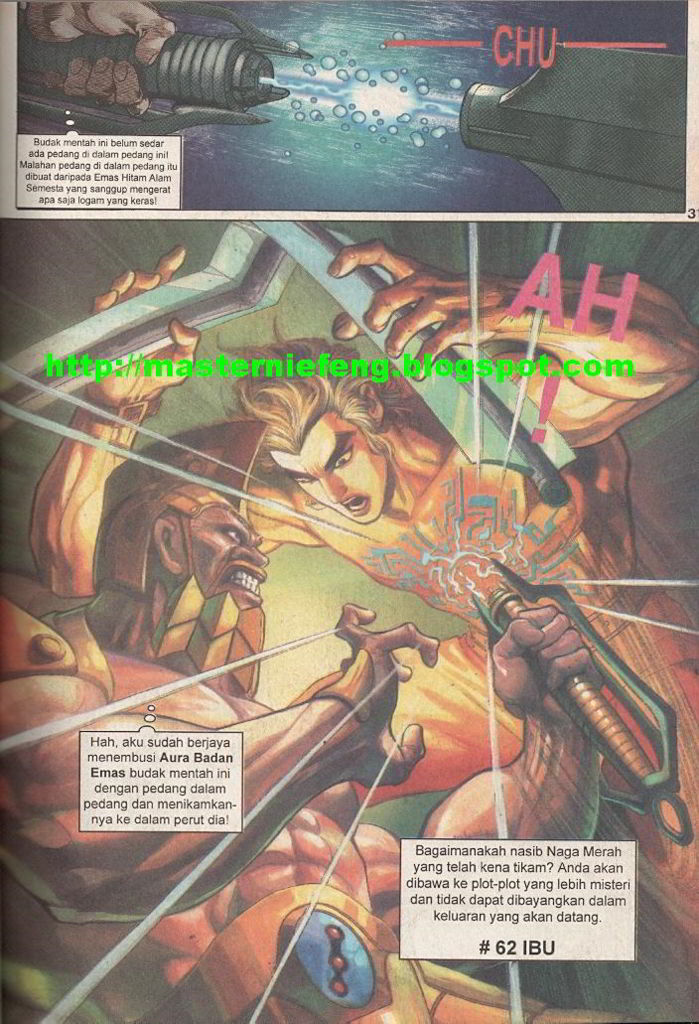 CHU
Budak mentah ini belum sedar
ada pedang di dalam pedang ini!
Malahan pedang di dalam pedang itu
dibuat daripada Emas Hitam Alam
Semesta yang sanggup mengerat
apa saja logam yang keras!
31
AH
!
http://masterniefeng.blogspot.com
Hah, aku sudah berjaya
menembusi Aura Badan
Emas budak mentah ini
dengan pedang dalam
pedang dan menikamkan-
nya ke dalam perut dia!
Bagaimanakah nasib Naga Merah
yang telah kena tikam? Anda akan
dibawa ke plot-plot yang lebih misteri
dan tidak dapat dibayangkan dalam
keluaran yang akan datang.
# 62 IBU